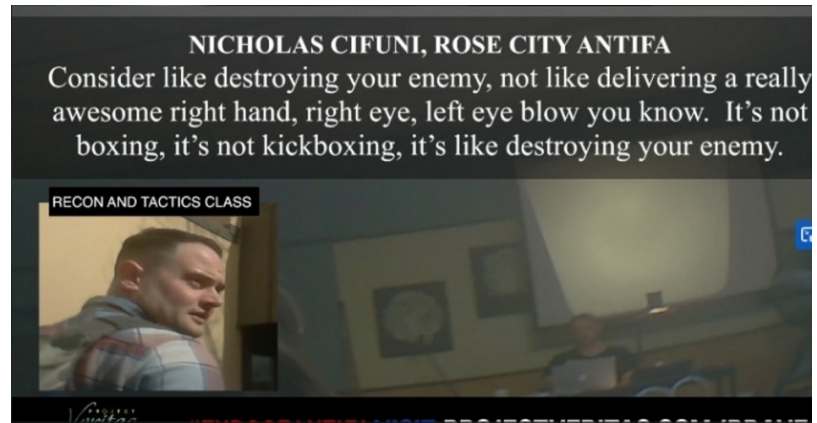 NICHOLAS CIFUNI, ROSE CITY ANTIFA
Consider like destroying your enemy, not like delivering a really
awesome right hand, right eye, left eye blow you know. It's not
boxing, it's not kickboxing, it's like destroying your enemy.
RECON AND TACTICS CLASS
PROJECT
Veritas